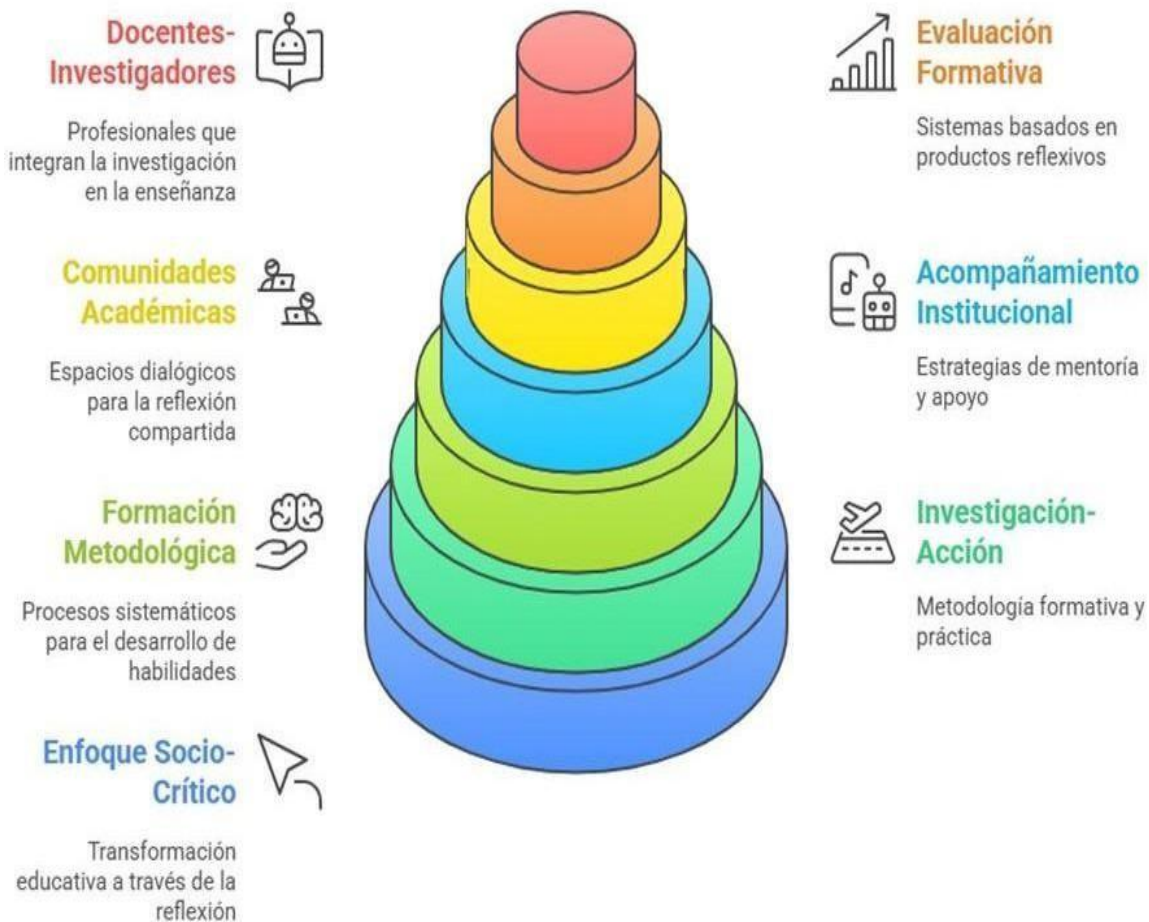 Docentes-
Investigadores
Profesionales que
integran la investigación
en la enseñanza
Evaluación
Formativa
Sistemas basados en
productos reflexivos
Comunidades
Académicas
Espacios dialógicos
para la reflexión
compartida
Acompañamiento
Institucional
Estrategias de mentoría
y apoyo
Formación
Metodológica
Procesos sistemáticos
para el desarrollo de
habilidades
Investigación-
Acción
Metodología formativa y
práctica
Enfoque Socio-
Crítico
Transformación
educativa a través de la
reflexión